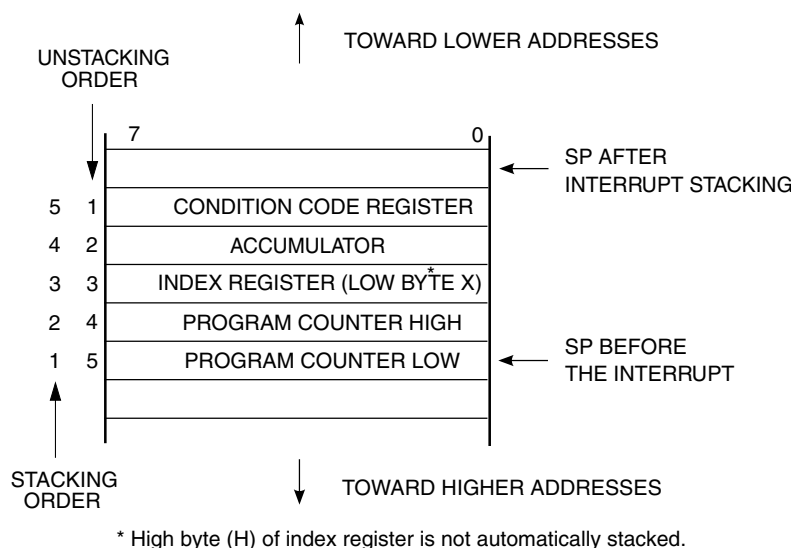 TOWARD LOWER ADDRESSES
UNSTACKING
ORDER
7 0
SP AFTER
INTERRUPT STACKING
5 1 CONDITION CODE REGISTER
4 2 ACCUMULATOR
3 3 INDEX REGISTER (LOW BYTE X)*
2 4 PROGRAM COUNTER HIGH
1 5 PROGRAM COUNTER LOW
SP BEFORE
THE INTERRUPT
STACKING
ORDER
TOWARD HIGHER ADDRESSES
* High byte (H) of index register is not automatically stacked.